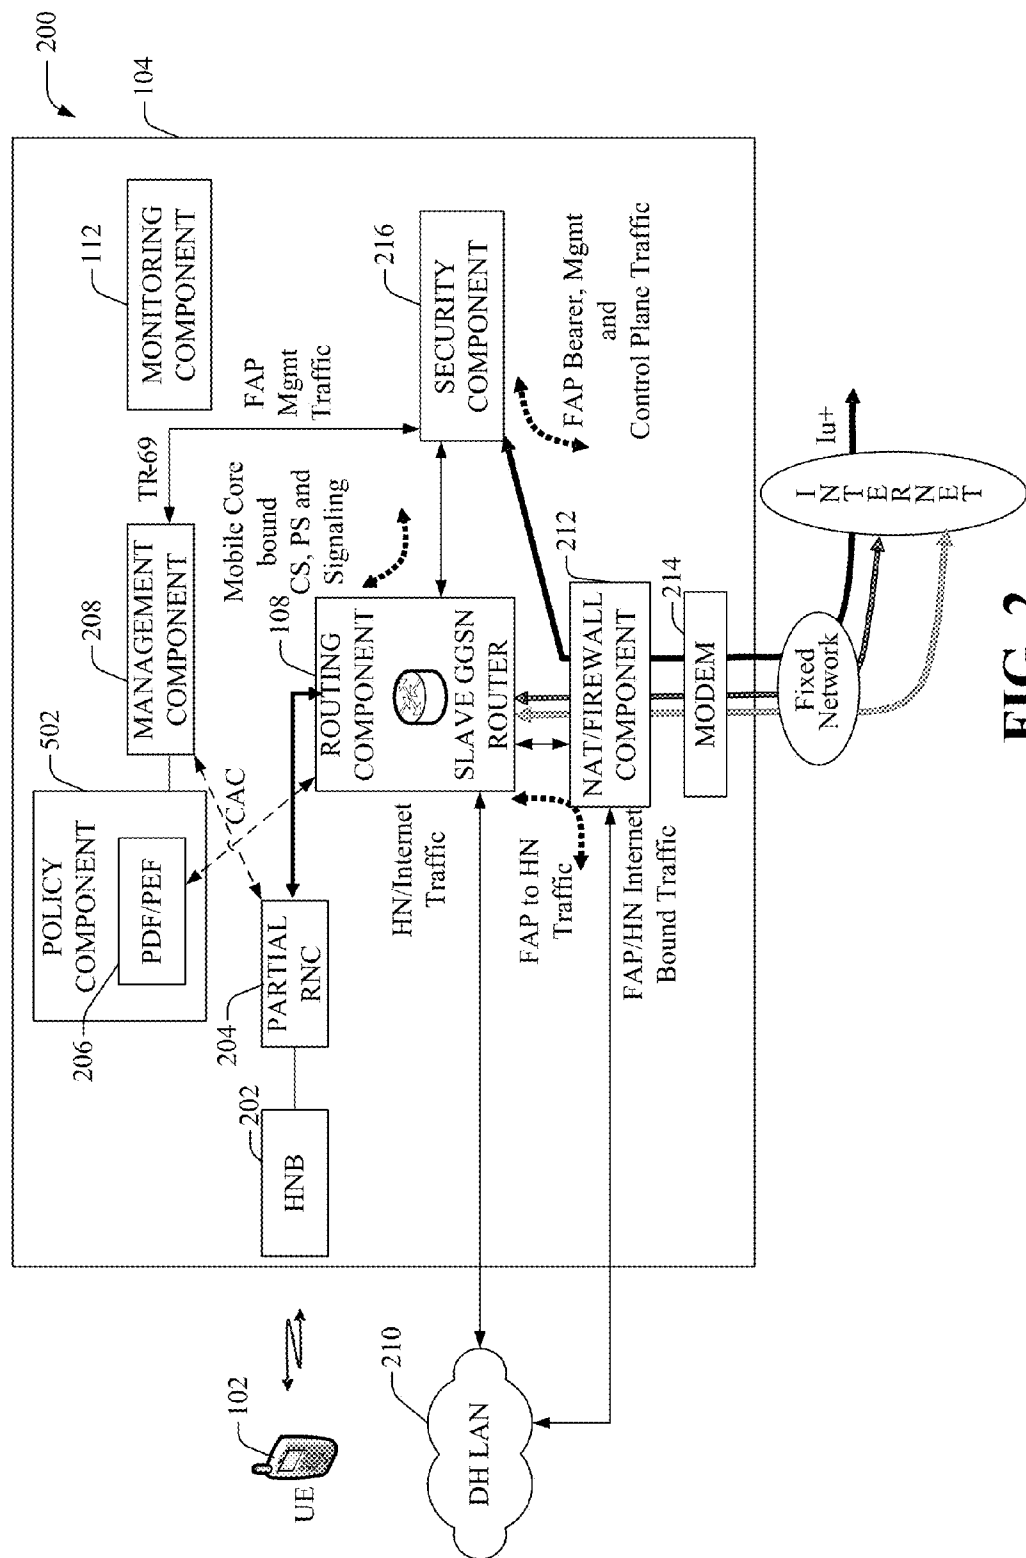 200
104
112
MONITORING
COMPONENT
502
208
POLICY
COMPONENT
MANAGEMENT
COMPONENT
TR-69
FAP
Mgmt
Traffic
206
PDF/PEF
CAC
216
SECURITY
COMPONENT
202
HNB
204
PARTIAL
RNC
108
ROUTING
COMPONENT
SLAVE GGSN
ROUTER
Mobile Core
bound
CS, PS and
Signaling
102
UE
HN/Internet
Traffic
FAP to HN
Traffic
FAP Bearer, Mgmt
and
Control Plane Traffic
210
DH LAN
FAP/HN Internet
Bound Traffic
212
NAT/FIREWALL
COMPONENT
214
MODEM
Fixed
Network
INTERNET
Iu+
FIG. 2